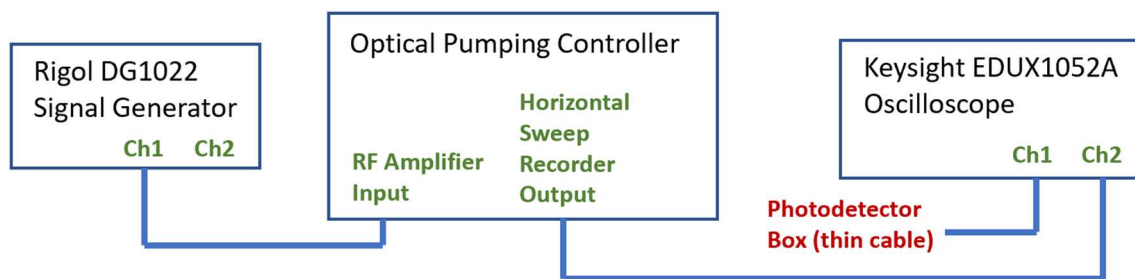 Rigol DG1022
Signal Generator
Ch1 Ch2
Optical Pumping Controller
RF Amplifier
Input
Horizontal
Sweep
Recorder
Output
Keysight EDUX1052A
Oscilloscope
Ch1 Ch2
Photodetector
Box (thin cable)